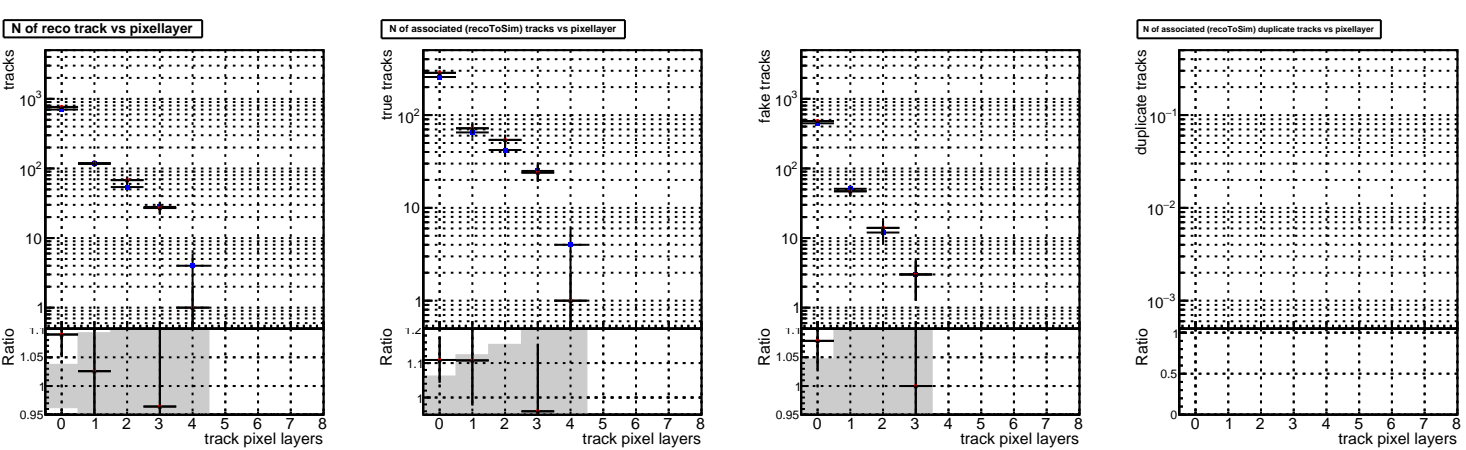 N of reco track vs pixellayer
tracks
10³
10²
10
1
Ratio
1.1
1.05
1
0.95
0 1 2 3 4 5 6 7 8
track pixel layers
N of associated (recoToSim) tracks vs pixellayer
true tracks
10²
10
1
Ratio
1.2
1.1
1
0 1 2 3 4 5 6 7 8
track pixel layers
fake tracks
10³
10²
10
1
Ratio
1.1
1.05
1
0.95
0 1 2 3 4 5 6 7 8
track pixel layers
N of associated (recoToSim) duplicate tracks vs pixellayer
duplicate tracks
10⁻¹
10⁻²
10⁻³
Ratio
1
0.5
0
0 1 2 3 4 5 6 7 8
track pixel layers